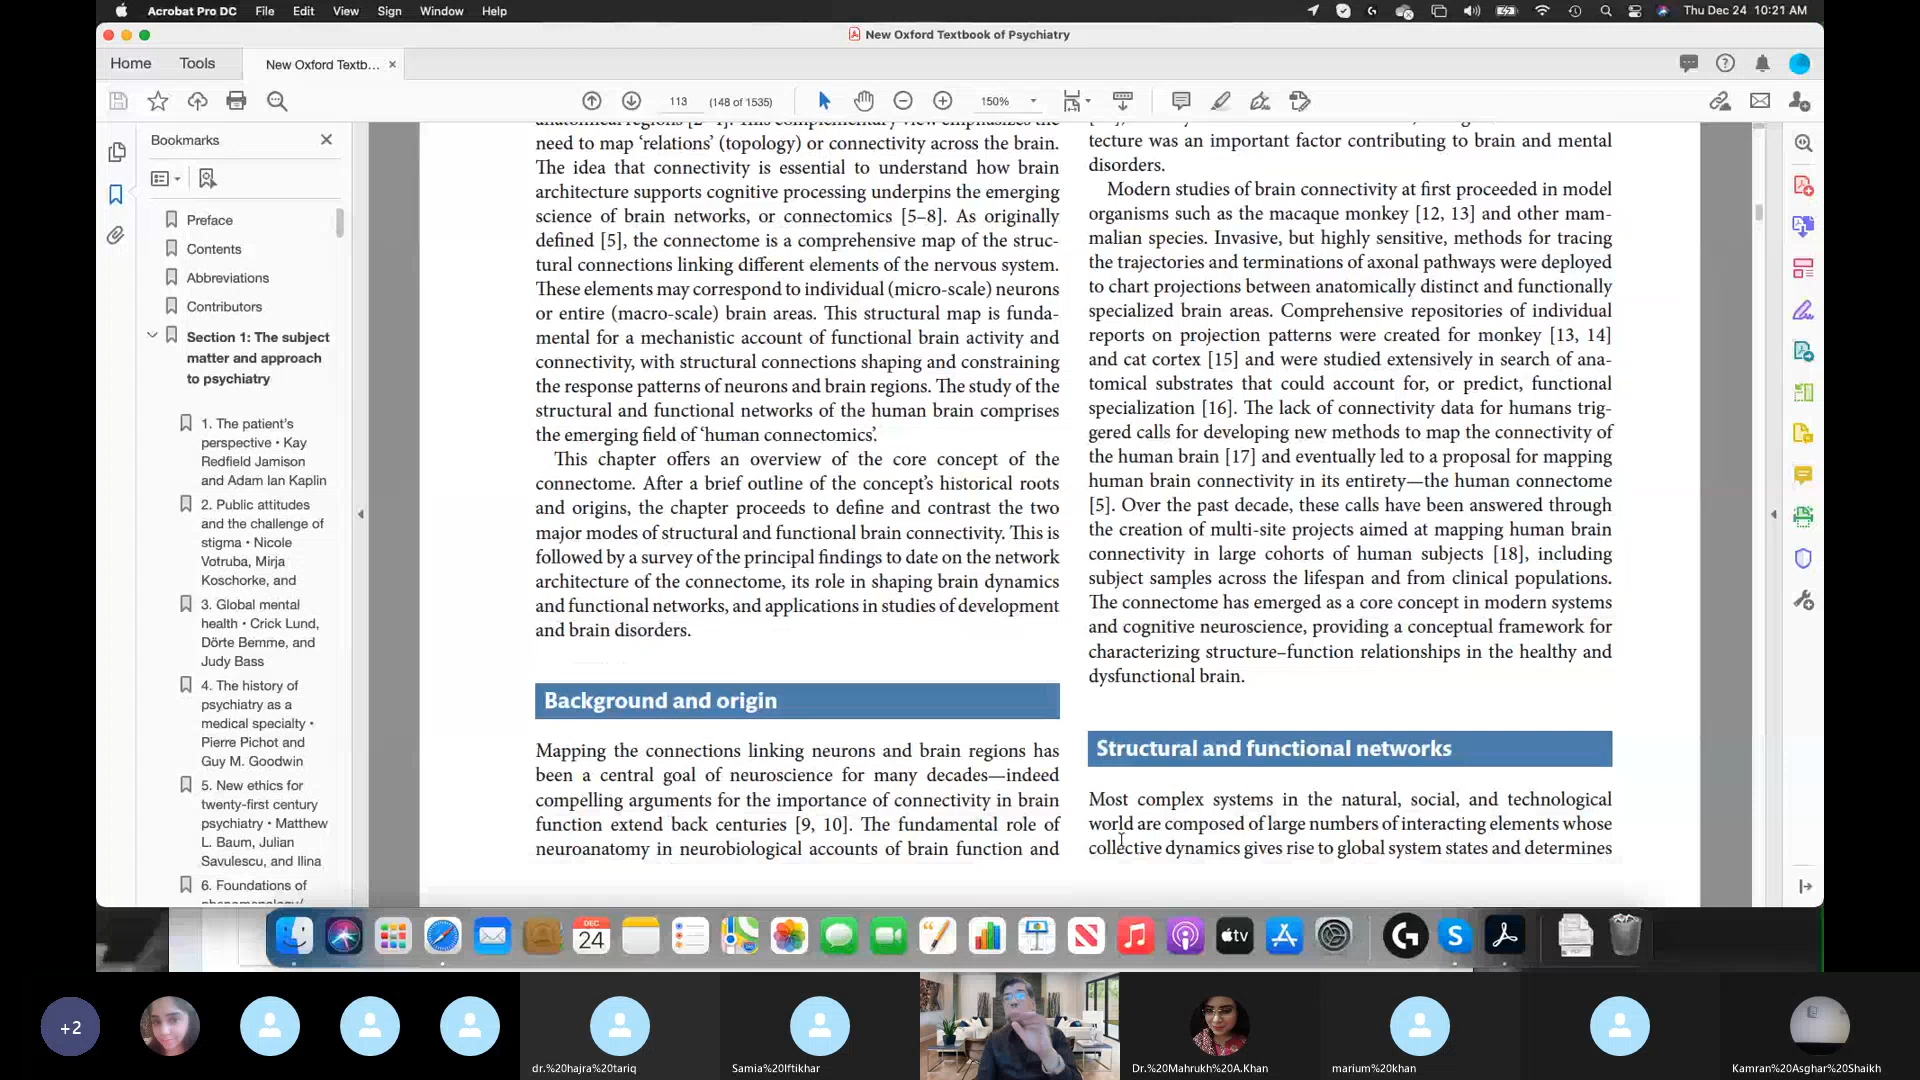 Acrobat Pro DC File Edit View Sign Window Help
Thu Dec 24 10:21 AM
New Oxford Textbook of Psychiatry
Home Tools New Oxford Textb... ×
113 (148 of 1535) 150%
Bookmarks
Preface
Contents
Abbreviations
Contributors
Section 1: The subject
matter and approach
to psychiatry
1. The patient's
perspective • Kay
Redfield Jamison
and Adam Ian Kaplin
2. Public attitudes
and the challenge of
stigma • Nicole
Votruba, Mirja
Koschorke, and
3. Global mental
health • Crick Lund,
Dörte Bemme, and
Judy Bass
4. The history of
psychiatry as a
medical specialty •
Pierre Pichot and
Guy M. Goodwin
5. New ethics for
twenty-first century
psychiatry • Matthew
L. Baum, Julian
Savulescu, and Ilina
6. Foundations of
need to map ‘relations’ (topology) or connectivity across the brain.
The idea that connectivity is essential to understand how brain
architecture supports cognitive processing underpins the emerging
science of brain networks, or connectomics [5–8]. As originally
defined [5], the connectome is a comprehensive map of the struc-
tural connections linking different elements of the nervous system.
These elements may correspond to individual (micro-scale) neurons
or entire (macro-scale) brain areas. This structural map is funda-
mental for a mechanistic account of functional brain activity and
connectivity, with structural connections shaping and constraining
the response patterns of neurons and brain regions. The study of the
structural and functional networks of the human brain comprises
the emerging field of ‘human connectomics’.
This chapter offers an overview of the core concept of the
connectome. After a brief outline of the concept’s historical roots
and origins, the chapter proceeds to define and contrast the two
major modes of structural and functional brain connectivity. This is
followed by a survey of the principal findings to date on the network
architecture of the connectome, its role in shaping brain dynamics
and functional networks, and applications in studies of development
and brain disorders.
Background and origin
Mapping the connections linking neurons and brain regions has
been a central goal of neuroscience for many decades—indeed
compelling arguments for the importance of connectivity in brain
function extend back centuries [9, 10]. The fundamental role of
neuroanatomy in neurobiological accounts of brain function and
tecture was an important factor contributing to brain and mental
disorders.
Modern studies of brain connectivity at first proceeded in model
organisms such as the macaque monkey [12, 13] and other mam-
malian species. Invasive, but highly sensitive, methods for tracing
the trajectories and terminations of axonal pathways were deployed
to chart projections between anatomically distinct and functionally
specialized brain areas. Comprehensive repositories of individual
reports on projection patterns were created for monkey [13, 14]
and cat cortex [15] and were studied extensively in search of ana-
tomical substrates that could account for, or predict, functional
specialization [16]. The lack of connectivity data for humans trig-
gered calls for developing new methods to map the connectivity of
the human brain [17] and eventually led to a proposal for mapping
human brain connectivity in its entirety—the human connectome
[5]. Over the past decade, these calls have been answered through
the creation of multi-site projects aimed at mapping human brain
connectivity in large cohorts of human subjects [18], including
subject samples across the lifespan and from clinical populations.
The connectome has emerged as a core concept in modern systems
and cognitive neuroscience, providing a conceptual framework for
characterizing structure–function relationships in the healthy and
dysfunctional brain.
Structural and functional networks
Most complex systems in the natural, social, and technological
world are composed of large numbers of interacting elements whose
collective dynamics gives rise to global system states and determines
DEC
24
tv
+2
dr.%20hajra%20tariq
Samia%20Iftikhar
Dr.%20Mahrukh%20A.Khan
marium%20khan
Kamran%20Asghar%20Shaikh